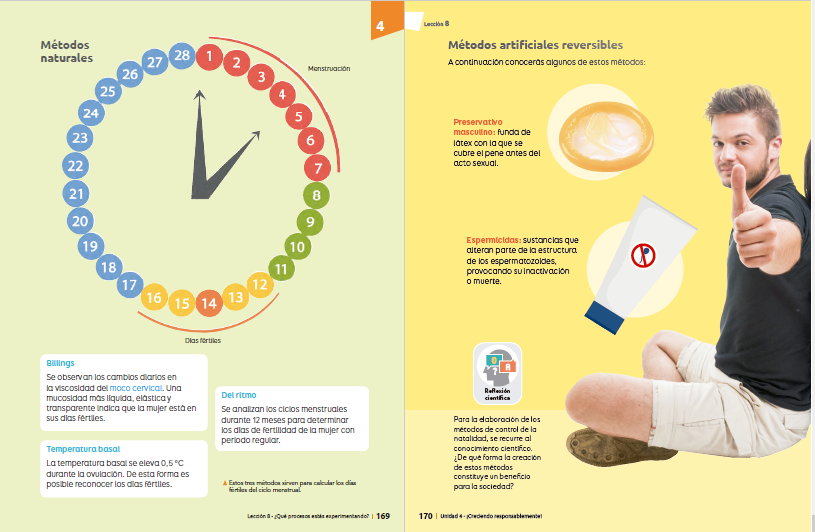 Métodos
naturales
28
1
2
3
4
5
6
7
8
9
10
11
12
13
14
15
16
17
18
19
20
21
22
23
24
25
26
27
Menstruación
Días fértiles
Billings
Se observan los cambios diarios en
la viscosidad del moco cervical. Una
mucosidad más líquida, elástica y
transparente indica que la mujer está en
sus días fértiles.
Temperatura basal
La temperatura basal se eleva 0,5 °C
durante la ovulación. De esta forma es
posible reconocer los días fértiles.
Del ritmo
Se analizan los ciclos menstruales
durante 12 meses para determinar
los días de fertilidad de la mujer con
periodo regular.
▲ Estos tres métodos sirven para calcular los días
fértiles del ciclo menstrual.
Lección 8 - ¿Qué procesos estás experimentando? | 169
4
Lección 8
Métodos artificiales reversibles
A continuación conocerás algunos de estos métodos:
Preservativo
masculino: funda de
látex con la que se
cubre el pene antes del
acto sexual.
Espermicidas: sustancias que
alteran parte de la estructura
de los espermatozoides,
provocando su inactivación
o muerte.
Reflexión
científica
Para la elaboración de los
métodos de control de la
natalidad, se recurre al
conocimiento científico.
¿De qué forma la creación
de estos métodos
constituye un beneficio
para la sociedad?
170 | Unidad 4 - ¡Creciendo responsablemente!